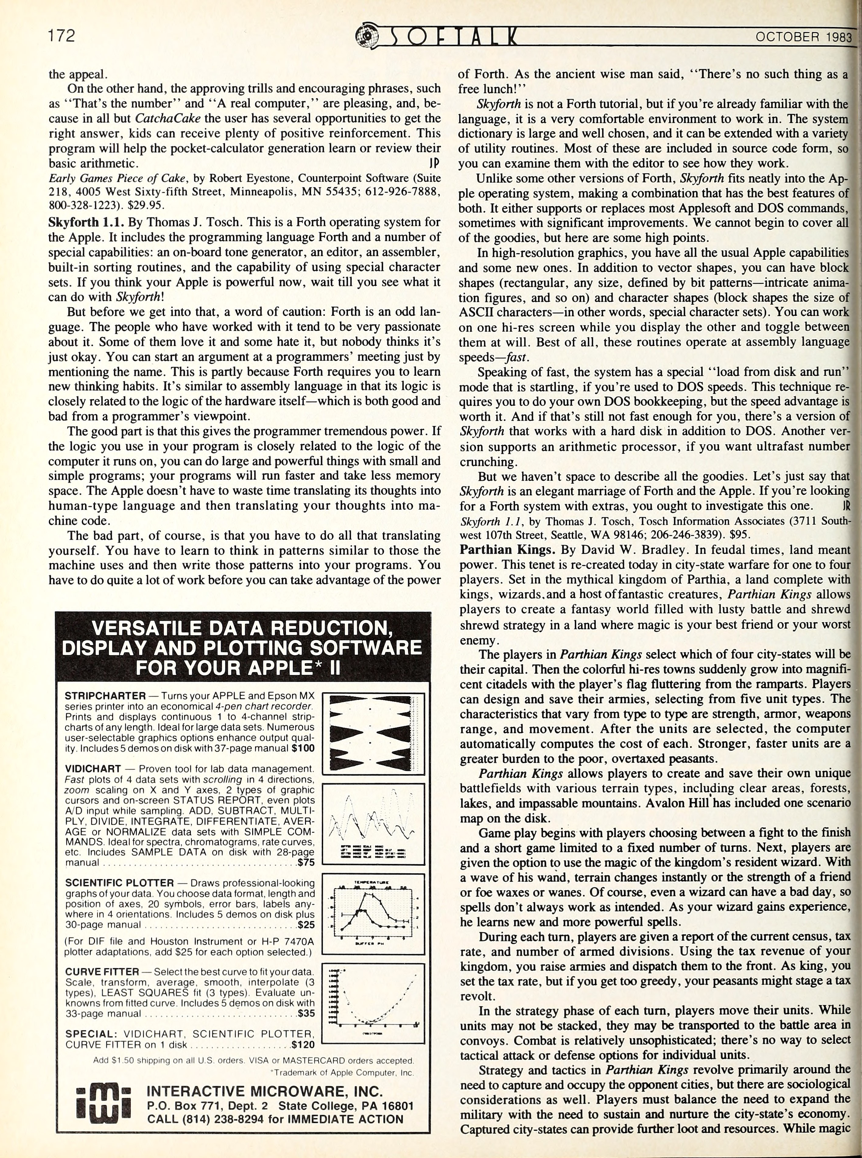 172
SOFTALK
OCTOBER 1983
the appeal.
On the other hand, the approving trills and encouraging phrases, such
as "That's the number" and "A real computer," are pleasing, and, be-
cause in all but CatchaCake the user has several opportunities to get the
right answer, kids can receive plenty of positive reinforcement. This
program will help the pocket-calculator generation learn or review their
basic arithmetic. JP
Early Games Piece of Cake, by Robert Eyestone, Counterpoint Software (Suite
218, 4005 West Sixty-fifth Street, Minneapolis, MN 55435; 612-926-7888,
800-328-1223). $29.95.
Skyforth 1.1. By Thomas J. Tosch. This is a Forth operating system for
the Apple. It includes the programming language Forth and a number of
special capabilities: an on-board tone generator, an editor, an assembler,
built-in sorting routines, and the capability of using special character
sets. If you think your Apple is powerful now, wait till you see what it
can do with Skyforth!
But before we get into that, a word of caution: Forth is an odd lan-
guage. The people who have worked with it tend to be very passionate
about it. Some of them love it and some hate it, but nobody thinks it's
just okay. You can start an argument at a programmers' meeting just by
mentioning the name. This is partly because Forth requires you to learn
new thinking habits. It's similar to assembly language in that its logic is
closely related to the logic of the hardware itself—which is both good and
bad from a programmer's viewpoint.
The good part is that this gives the programmer tremendous power. If
the logic you use in your program is closely related to the logic of the
computer it runs on, you can do large and powerful things with small and
simple programs; your programs will run faster and take less memory
space. The Apple doesn't have to waste time translating its thoughts into
human-type language and then translating your thoughts into ma-
chine code.
The bad part, of course, is that you have to do all that translating
yourself. You have to learn to think in patterns similar to those the
machine uses and then write those patterns into your programs. You
have to do quite a lot of work before you can take advantage of the power
VERSATILE DATA REDUCTION,
DISPLAY AND PLOTTING SOFTWARE
FOR YOUR APPLE* II
STRIPCHARTER — Turns your APPLE and Epson MX
series printer into an economical 4-pen chart recorder.
Prints and displays continuous 1 to 4-channel strip-
charts of any length. Ideal for large data sets. Numerous
user-selectable graphics options enhance output qual-
ity. Includes 5 demos on disk with 37-page manual $100
VIDICHART — Proven tool for lab data management.
Fast plots of 4 data sets with scrolling in 4 directions,
zoom scaling on X and Y axes, 2 types of graphic
cursors and on-screen STATUS REPORT, even plots
A/D input while sampling. ADD, SUBTRACT, MULTI-
PLY, DIVIDE, INTEGRATE, DIFFERENTIATE, AVER-
AGE or NORMALIZE data sets with SIMPLE COM-
MANDS. Ideal for spectra, chromatograms, rate curves,
etc. Includes SAMPLE DATA on disk with 28-page
manual ..............................$75
SCIENTIFIC PLOTTER — Draws professional-looking
graphs of your data. You choose data format, length and
position of axes, 20 symbols, error bars, labels any-
where in 4 orientations. Includes 5 demos on disk plus
30-page manual ......................$25
TEMPERATURE
BUFFER PH
(For DIF file and Houston Instrument or H-P 7470A
plotter adaptations, add $25 for each option selected.)
CURVE FITTER — Select the best curve to fit your data.
Scale, transform, average, smooth, interpolate (3
types), LEAST SQUARES fit (3 types). Evaluate un-
knowns from fitted curve. Includes 5 demos on disk with
33-page manual ......................$35
SPECIAL: VIDICHART, SCIENTIFIC PLOTTER,
CURVE FITTER on 1 disk ...................$120
Add $1.50 shipping on all U.S. orders. VISA or MASTERCARD orders accepted.
*Trademark of Apple Computer, Inc.
INTERACTIVE MICROWARE, INC.
P.O. Box 771, Dept. 2 State College, PA 16801
CALL (814) 238-8294 for IMMEDIATE ACTION
of Forth. As the ancient wise man said, "There's no such thing as a
free lunch!"
Skyforth is not a Forth tutorial, but if you're already familiar with the
language, it is a very comfortable environment to work in. The system
dictionary is large and well chosen, and it can be extended with a variety
of utility routines. Most of these are included in source code form, so
you can examine them with the editor to see how they work.
Unlike some other versions of Forth, Skyforth fits neatly into the Ap-
ple operating system, making a combination that has the best features of
both. It either supports or replaces most Applesoft and DOS commands,
sometimes with significant improvements. We cannot begin to cover all
of the goodies, but here are some high points.
In high-resolution graphics, you have all the usual Apple capabilities
and some new ones. In addition to vector shapes, you can have block
shapes (rectangular, any size, defined by bit patterns—intricate anima-
tion figures, and so on) and character shapes (block shapes the size of
ASCII characters—in other words, special character sets). You can work
on one hi-res screen while you display the other and toggle between
them at will. Best of all, these routines operate at assembly language
speeds—fast.
Speaking of fast, the system has a special "load from disk and run"
mode that is startling, if you're used to DOS speeds. This technique re-
quires you to do your own DOS bookkeeping, but the speed advantage is
worth it. And if that's still not fast enough for you, there's a version of
Skyforth that works with a hard disk in addition to DOS. Another ver-
sion supports an arithmetic processor, if you want ultrafast number
crunching.
But we haven't space to describe all the goodies. Let's just say that
Skyforth is an elegant marriage of Forth and the Apple. If you're looking
for a Forth system with extras, you ought to investigate this one. JR
Skyforth 1.1, by Thomas J. Tosch, Tosch Information Associates (3711 South-
west 107th Street, Seattle, WA 98146; 206-246-3839). $95.
Parthian Kings. By David W. Bradley. In feudal times, land meant
power. This tenet is re-created today in city-state warfare for one to four
players. Set in the mythical kingdom of Parthia, a land complete with
kings, wizards, and a host of fantastic creatures, Parthian Kings allows
players to create a fantasy world filled with lusty battle and shrewd
shrewd strategy in a land where magic is your best friend or your worst
enemy.
The players in Parthian Kings select which of four city-states will be
their capital. Then the colorful hi-res towns suddenly grow into magnifi-
cent citadels with the player's flag fluttering from the ramparts. Players
can design and save their armies, selecting from five unit types. The
characteristics that vary from type to type are strength, armor, weapons
range, and movement. After the units are selected, the computer
automatically computes the cost of each. Stronger, faster units are a
greater burden to the poor, overtaxed peasants.
Parthian Kings allows players to create and save their own unique
battlefields with various terrain types, including clear areas, forests,
lakes, and impassable mountains. Avalon Hill has included one scenario
map on the disk.
Game play begins with players choosing between a fight to the finish
and a short game limited to a fixed number of turns. Next, players are
given the option to use the magic of the kingdom's resident wizard. With
a wave of his wand, terrain changes instantly or the strength of a friend
or foe waxes or wanes. Of course, even a wizard can have a bad day, so
spells don't always work as intended. As your wizard gains experience,
he learns new and more powerful spells.
During each turn, players are given a report of the current census, tax
rate, and number of armed divisions. Using the tax revenue of your
kingdom, you raise armies and dispatch them to the front. As king, you
set the tax rate, but if you get too greedy, your peasants might stage a tax
revolt.
In the strategy phase of each turn, players move their units. While
units may not be stacked, they may be transported to the battle area in
convoys. Combat is relatively unsophisticated; there's no way to select
tactical attack or defense options for individual units.
Strategy and tactics in Parthian Kings revolve primarily around the
need to capture and occupy the opponent cities, but there are sociological
considerations as well. Players must balance the need to expand the
military with the need to sustain and nurture the city-state's economy.
Captured city-states can provide further loot and resources. While magic